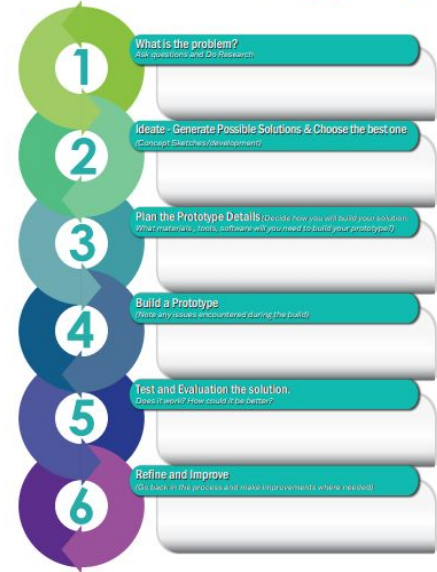 1
What is the problem?
Ask questions and Do Research
2
Ideate - Generate Possible Solutions & Choose the best one
(Concept Sketches/development)
3
Plan the Prototype Details (Decide how you will build your solution.
What materials , tools, software will you need to build your prototype?)
4
Build a Prototype
(Note any issues encountered during the build)
5
Test and Evaluation the solution.
Does it work? How could it be better?
6
Refine and Improve
(Go back in the process and make improvements where needed)